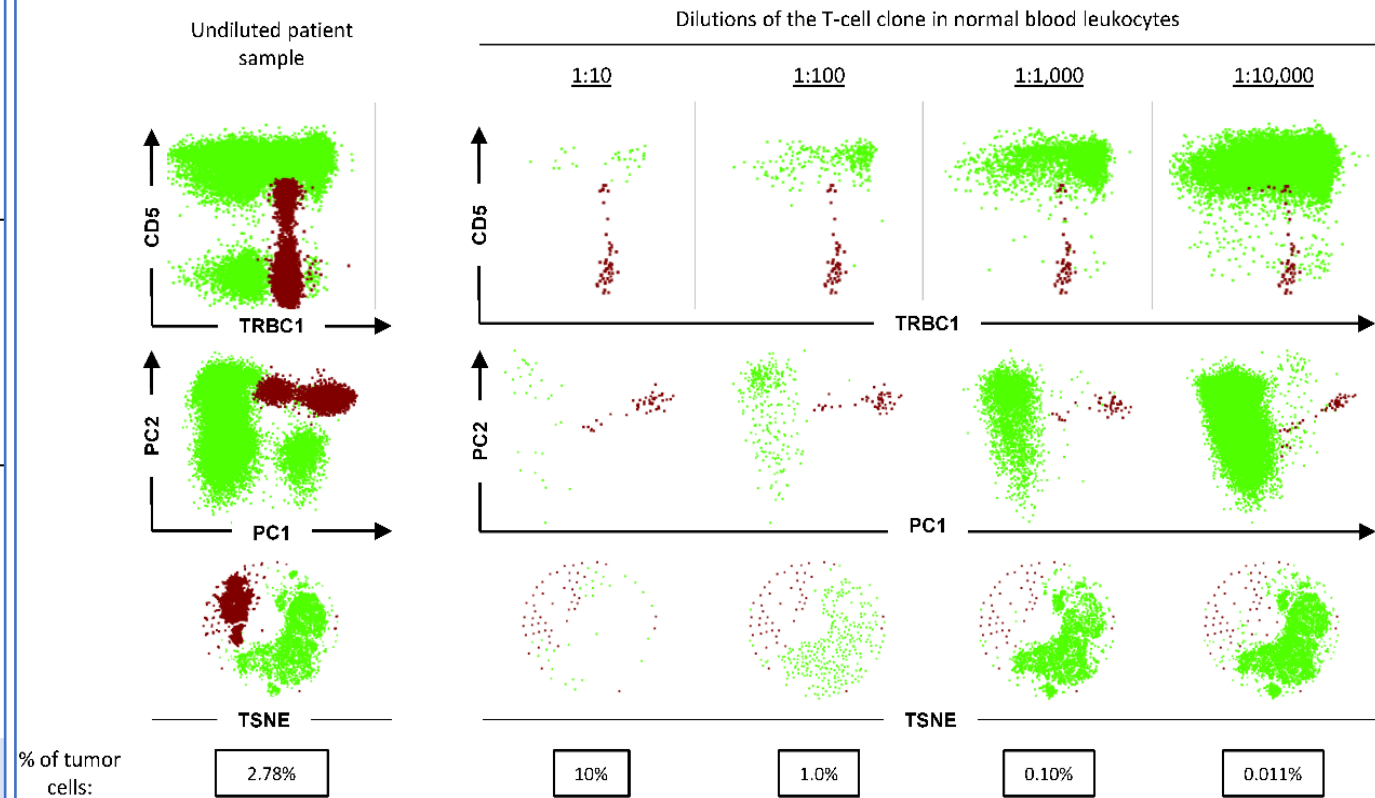 Undiluted patient
sample
Dilutions of the T-cell clone in normal blood leukocytes
1:10
1:100
1:1,000
1:10,000
CD5
TRBC1
CD5
TRBC1
PC2
PC1
PC2
PC1
TSNE
TSNE
% of tumor
cells:
2.78%
10%
1.0%
0.10%
0.011%